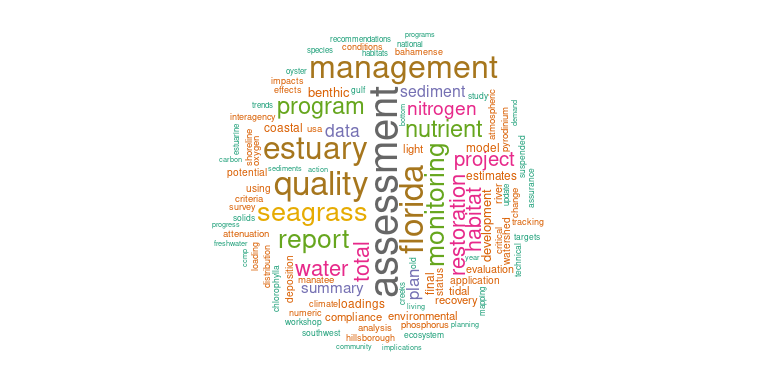 programs
recommendations
national
species
conditions
habitats
bahamense
management
oyster
impacts
effects
benthic
gulf
sediment
study
trends
program
bottom
nitrogen
atmospheric
demand
interagency
coastal
usa
data
nutrient
pyrodinium
estuarine
shoreline
oxygen
estuary
assessment
light
model
suspended
carbon
sediments
action
florida
monitoring
project
potential
quality
estimates
using
restoration
habitat
development
river
update
change
assurance
criteria
survey
seagrass
solids
critical
watershed
tracking
progress
attenuation
report
targets
freshwater
ccmp
loading
distribution
total
year
technical
water
old
plan
final
status
evaluation
chlorophylla
deposition
manatee
summary
creeks
application
tidal
mapping
climate
loadings
living
recovery
numeric
compliance
environmental
workshop
analysis
phosphorus
planning
southwest
hillsborough
ecosystem
community
implications